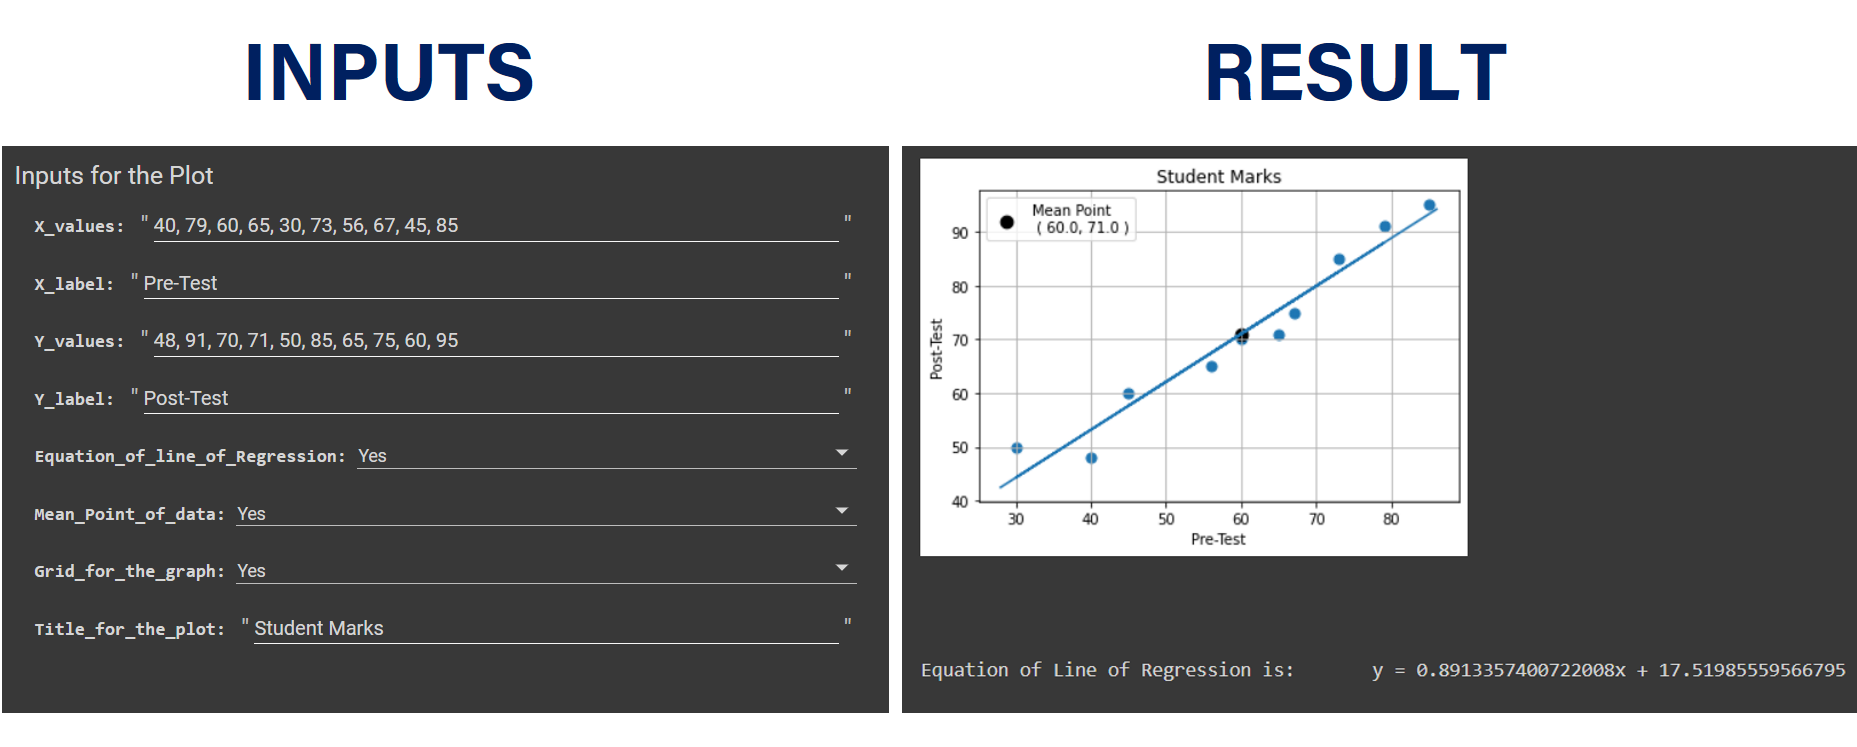 INPUTS
RESULT
Inputs for the Plot
X_values: "40, 79, 60, 65, 30, 73, 56, 67, 45, 85"
X_label: "Pre-Test"
Y_values: "48, 91, 70, 71, 50, 85, 65, 75, 60, 95"
Y_label: "Post-Test"
Equation_of_line_of_Regression: Yes
Mean_Point_of_data: Yes
Grid_for_the_graph: Yes
Title_for_the_plot: "Student Marks"
Student Marks
Mean Point
( 60.0, 71.0 )
90
80
70
60
50
40
Post-Test
30 40 50 60 70 80
Pre-Test
Equation of Line of Regression is: y = 0.8913357400722008x + 17.51985559566795